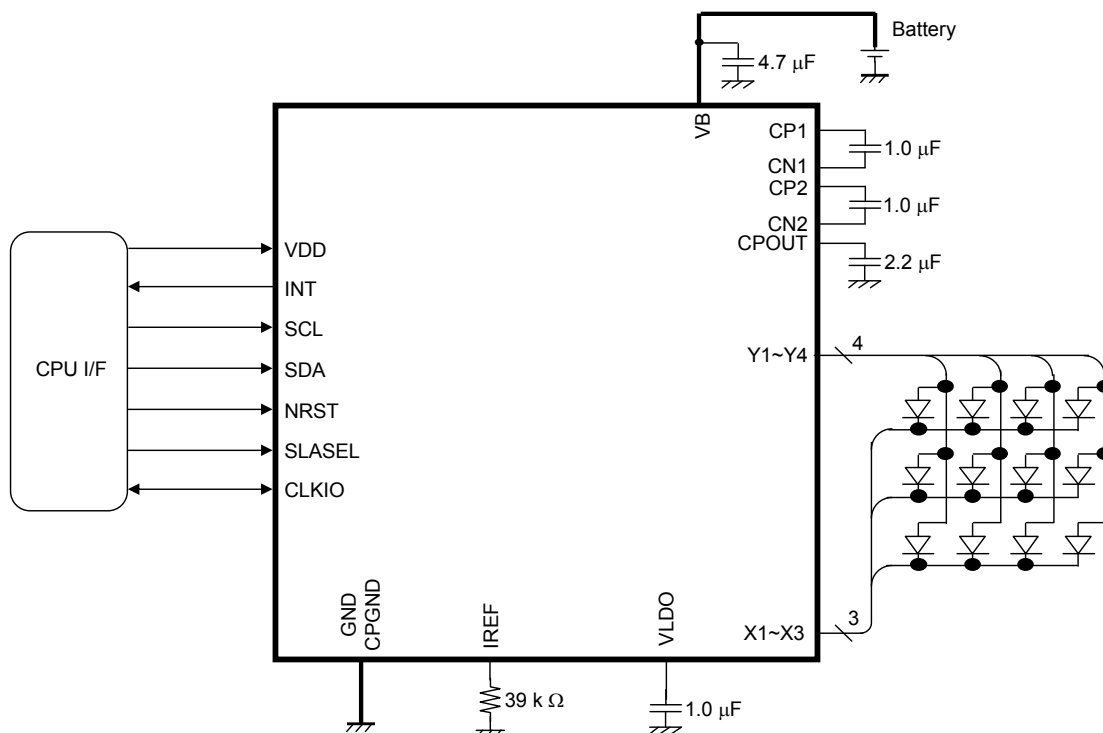 Battery
4.7 µF
VB
CP1
1.0 µF
CN1
CP2
1.0 µF
CN2
CPOUT
2.2 µF
CPU I/F
VDD
INT
SCL
SDA
NRST
SLASEL
CLKIO
Y1~Y4
4
X1~X3
3
GND
CPGND
IREF
VLDO
39 k Ω
1.0 µF